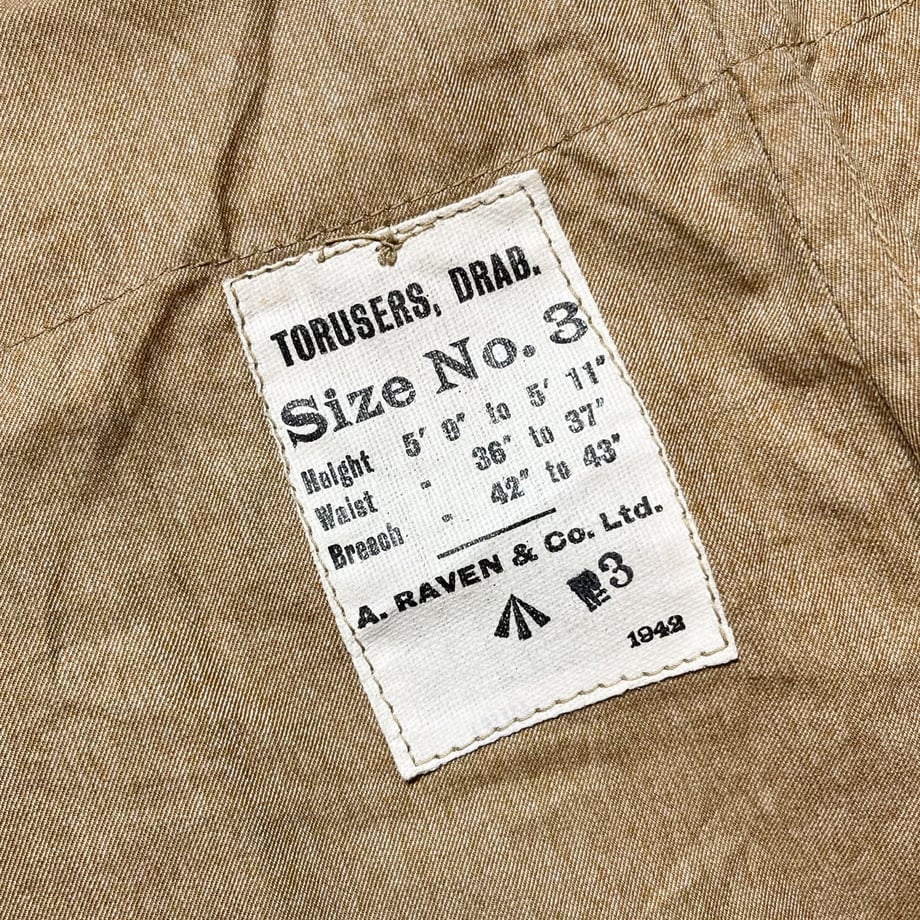 TORUSERS, DRAB.
Size No. 3
Height 5' 9" to 5' 11"
Waist - 36" to 37"
Breech - 42" to 43"
A. RAVEN & Co. Ltd.
№3
1942